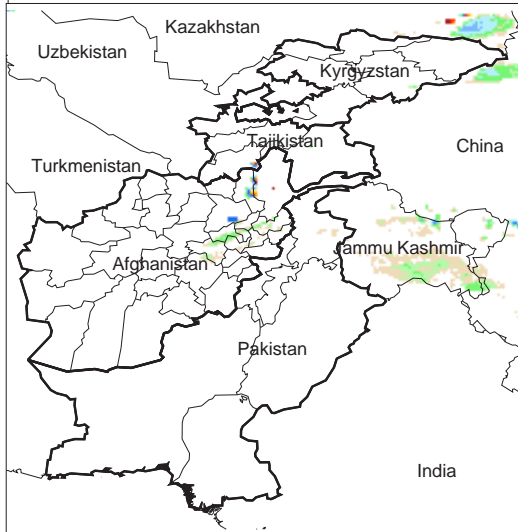 Kazakhstan
Uzbekistan
Kyrgyzstan
Tajikistan
China
Turkmenistan
Jammu Kashmir
Afghanistan
Pakistan
India